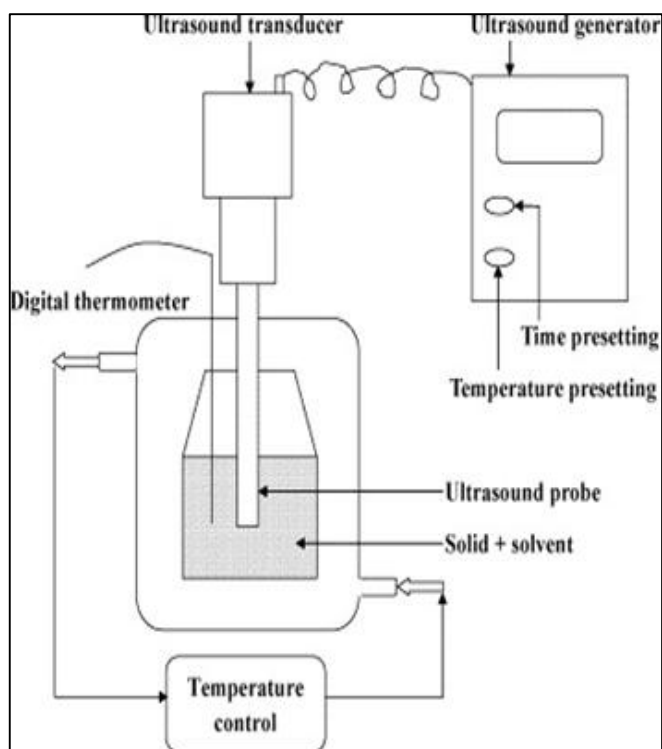 Ultrasound transducer
Ultrasound generator
Digital thermometer
Time presetting
Temperature presetting
Ultrasound probe
Solid + solvent
Temperature
control